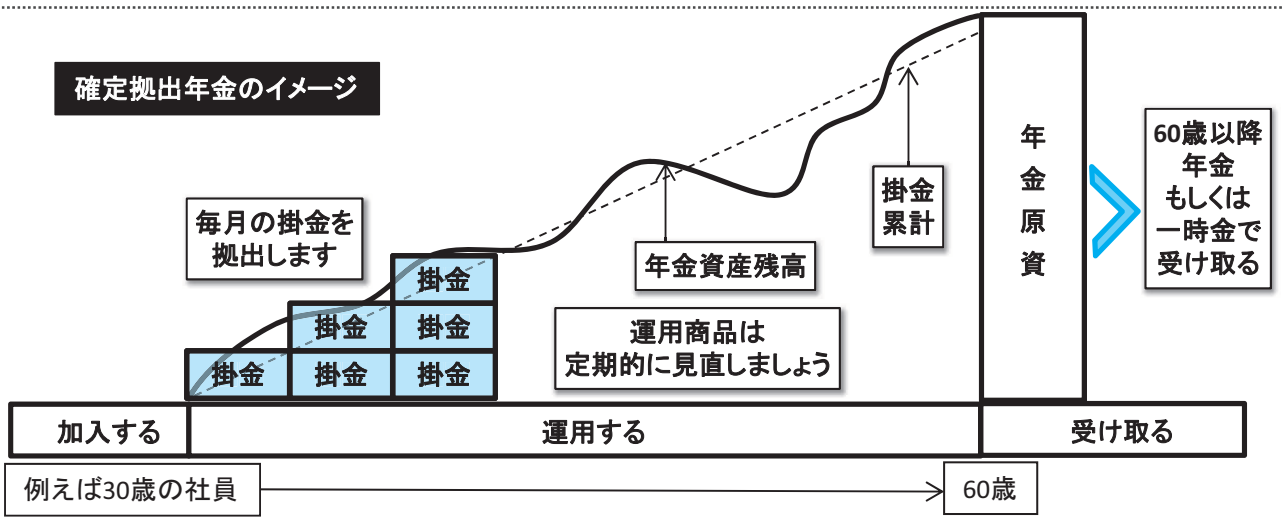 確定拠出年金のイメージ
毎月の掛金を
拠出します
掛金
掛金
掛金
掛金
掛金
掛金
年金資産残高
掛金
累計
運用商品は
定期的に見直しましょう
年
金
原
資
60歳以降
年金
もしくは
一時金で
受け取る
加入する
運用する
受け取る
例えば30歳の社員
60歳